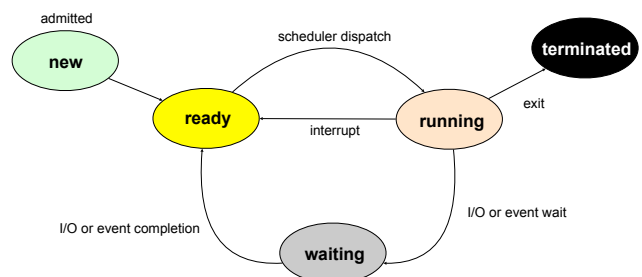 admitted
new
scheduler dispatch
terminated
ready
running
exit
interrupt
I/O or event completion
I/O or event wait
waiting